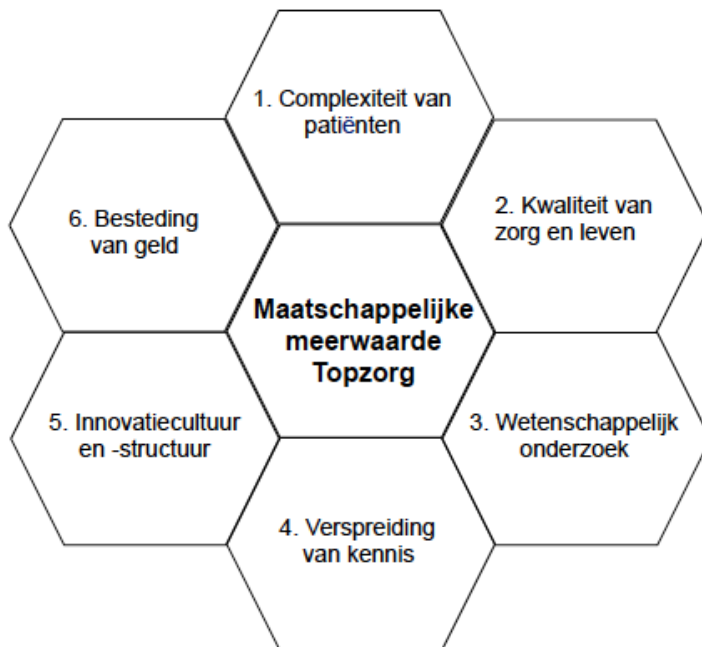 1. Complexiteit van
patiënten
2. Kwaliteit van
zorg en leven
3. Wetenschappelijk
onderzoek
4. Verspreiding
van kennis
5. Innovatiecultuur
en -structuur
6. Besteding
van geld
Maatschappelijke
meerwaarde
Topzorg